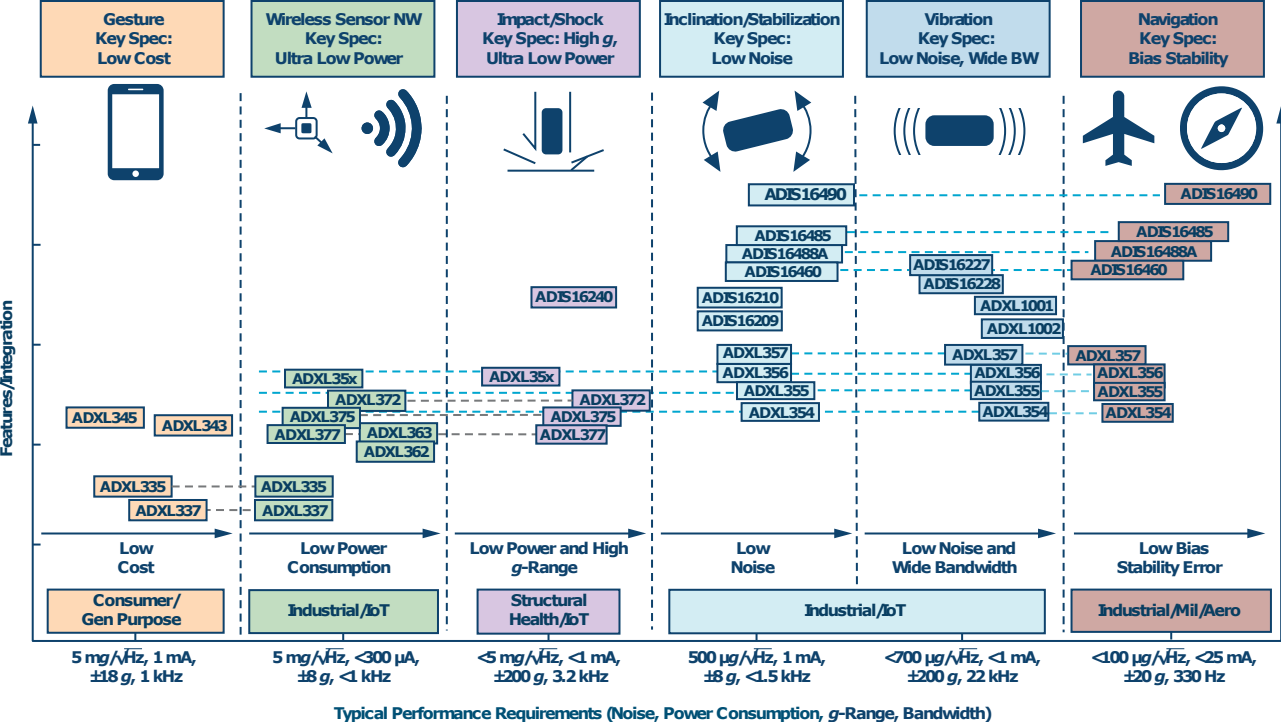 Gesture
Key Spec:
Low Cost
Wireless Sensor NW
Key Spec:
Ultra Low Power
Impact/Shock
Key Spec: High g,
Ultra Low Power
Inclination/Stabilization
Key Spec:
Low Noise
Vibration
Key Spec:
Low Noise, Wide BW
Navigation
Key Spec:
Bias Stability
Features/Integration
ADXL345
ADXL343
ADXL335
ADXL337
ADXL35x
ADXL372
ADXL375
ADXL377
ADXL363
ADXL362
ADXL335
ADXL337
ADIS16240
ADXL35x
ADXL372
ADXL375
ADXL377
ADIS16490
ADIS16485
ADIS16488A
ADIS16460
ADIS16210
ADIS16209
ADXL357
ADXL356
ADXL355
ADXL354
ADIS16227
ADIS16228
ADXL1001
ADXL1002
ADXL357
ADXL356
ADXL355
ADXL354
ADIS16490
ADIS16485
ADIS16488A
ADIS16460
ADXL357
ADXL356
ADXL355
ADXL354
Low
Cost
Low Power
Consumption
Low Power and High
g-Range
Low
Noise
Low Noise and
Wide Bandwidth
Low Bias
Stability Error
Consumer/
Gen Purpose
Industrial/IoT
Structural
Health/IoT
Industrial/IoT
Industrial/Mil/Aero
5 mg/√Hz, 1 mA,
±18 g, 1 kHz
5 mg/√Hz, <300 μA,
±8 g, <1 kHz
<5 mg/√Hz, <1 mA,
±200 g, 3.2 kHz
500 μg/√Hz, 1 mA,
±8 g, <1.5 kHz
<700 μg/√Hz, <1 mA,
±200 g, 22 kHz
<100 μg/√Hz, <25 mA,
±20 g, 330 Hz
Typical Performance Requirements (Noise, Power Consumption, g-Range, Bandwidth)